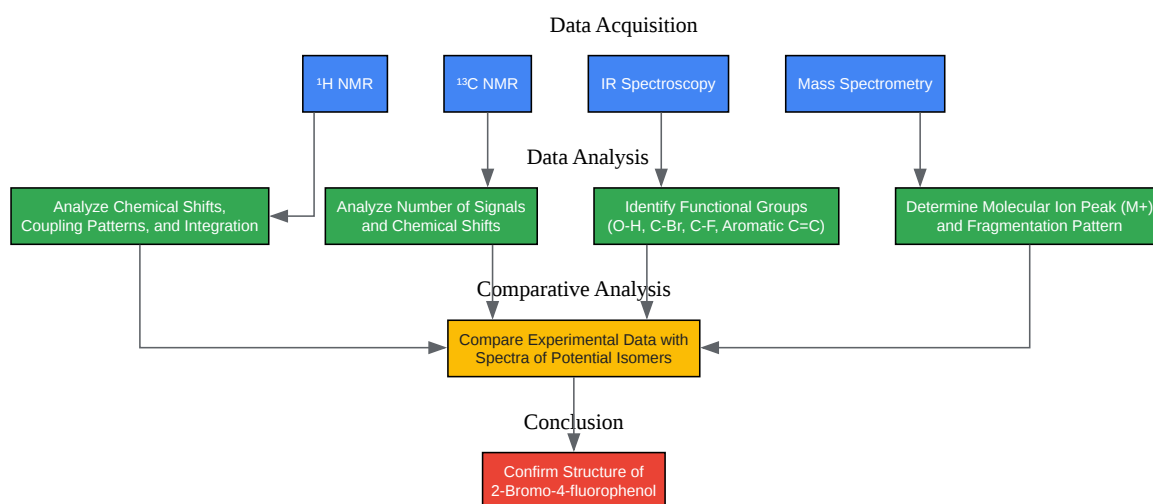 Data Acquisition
¹H NMR
¹³C NMR
IR Spectroscopy
Mass Spectrometry
Data Analysis
Analyze Chemical Shifts,
Coupling Patterns, and Integration
Analyze Number of Signals
and Chemical Shifts
Identify Functional Groups
(O-H, C-Br, C-F, Aromatic C=C)
Determine Molecular Ion Peak (M+)
and Fragmentation Pattern
Comparative Analysis
Compare Experimental Data with
Spectra of Potential Isomers
Conclusion
Confirm Structure of
2-Bromo-4-fluorophenol